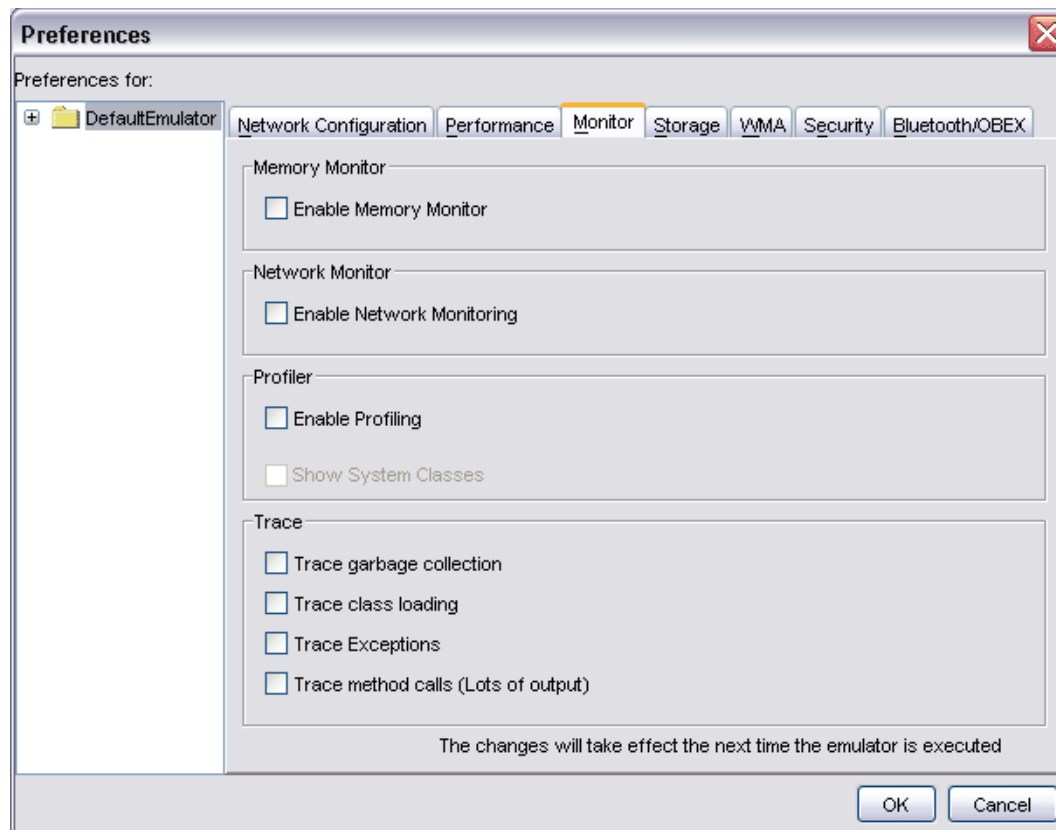 Preferences
Preferences for:
DefaultEmulator
Network Configuration Performance Monitor Storage WMA Security Bluetooth/OBEX
Memory Monitor
Enable Memory Monitor
Network Monitor
Enable Network Monitoring
Profiler
Enable Profiling
Show System Classes
Trace
Trace garbage collection
Trace class loading
Trace Exceptions
Trace method calls (Lots of output)
The changes will take effect the next time the emulator is executed
OK Cancel